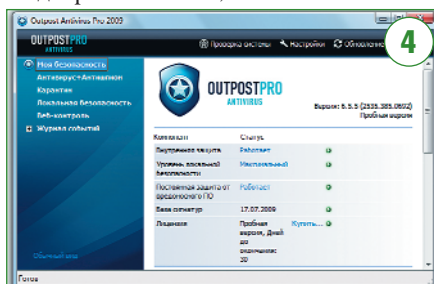 Outpost Antivirus Pro 2009
OUTPOSTPRO
ANTIVIRUS
Проверка системы Настройки Обновление
4
Моя безопасность
Антивирус+Антишпион
Карантин
Локальная безопасность
Веб-контроль
Журнал событий
Обычный вид
OUTPOSTPRO
ANTIVIRUS
Версия: 6.5.5 (2535.385.0692)
Пробная версия
Компонент Статус
Внутренняя защита Работает
Уровень локальной безопасности Максимальный
Постоянная защита от вредоносного ПО Работает
База сигнатур 17.07.2009
Лицензия Пробная версия, Дней до окончания: 30 Купить...
Готов